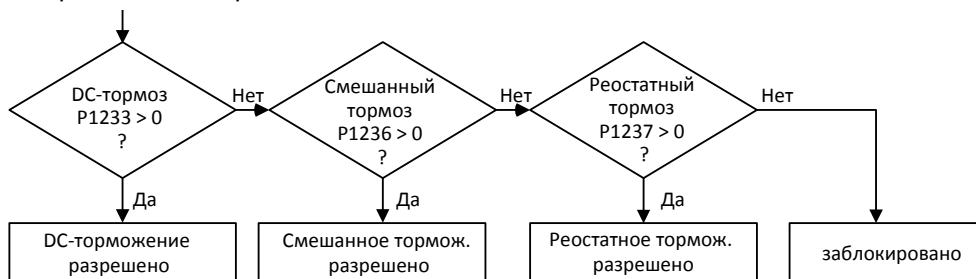 DC-тормоз
P1233 > 0
?
Нет
Смешанный
тормоз
P1236 > 0
?
Нет
Реостатный
тормоз
P1237 > 0
?
Нет
Да
Да
Да
DC-торможение
разрешено
Смешанное тормож.
разрешено
Реостатное тормож.
разрешено
заблокировано